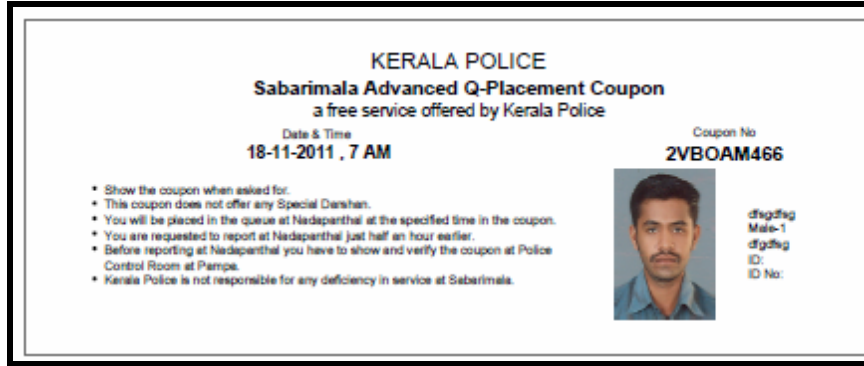 KERALA POLICE
Sabarimala Advanced Q-Placement Coupon
a free service offered by Kerala Police
Date & Time
18-11-2011 , 7 AM
Coupon No
2VBOAM466
• Show the coupon when asked for.
• This coupon does not offer any Special Darshan.
• You will be placed in the queue at Nadapanthal at the specified time in the coupon.
• You are requested to report at Nadapanthal just half an hour earlier.
• Before reporting at Nadapanthal you have to show and verify the coupon at Police
Control Room at Pampa.
• Kerala Police is not responsible for any deficiency in service at Sabarimala.
dfsgdfsg
Male-1
dfgdfsg
ID:
ID No: